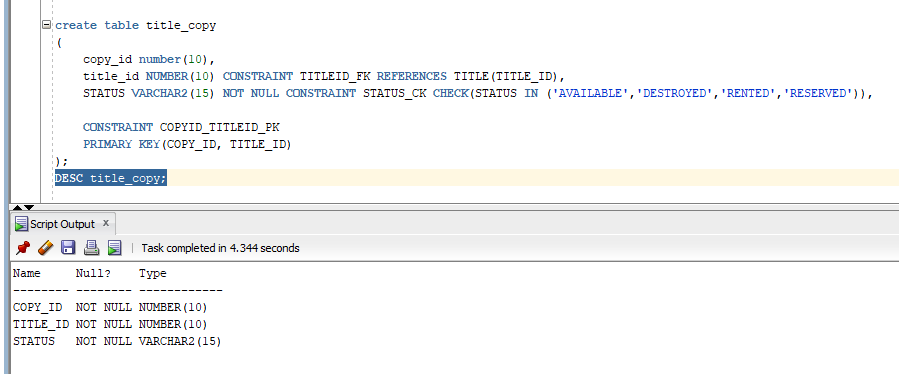 create table title_copy
(
copy_id number(10),
title_id NUMBER(10) CONSTRAINT TITLEID_FK REFERENCES TITLE(TITLE_ID),
STATUS VARCHAR2(15) NOT NULL CONSTRAINT STATUS_CK CHECK(STATUS IN ('AVAILABLE','DESTROYED','RENTED','RESERVED')),
CONSTRAINT COPYID_TITLEID_PK
PRIMARY KEY(COPY_ID, TITLE_ID)
);
DESC title_copy;
Script Output x
Task completed in 4.344 seconds
Name Null? Type
-------- -------- ------------
COPY_ID NOT NULL NUMBER(10)
TITLE_ID NOT NULL NUMBER(10)
STATUS NOT NULL VARCHAR2(15)